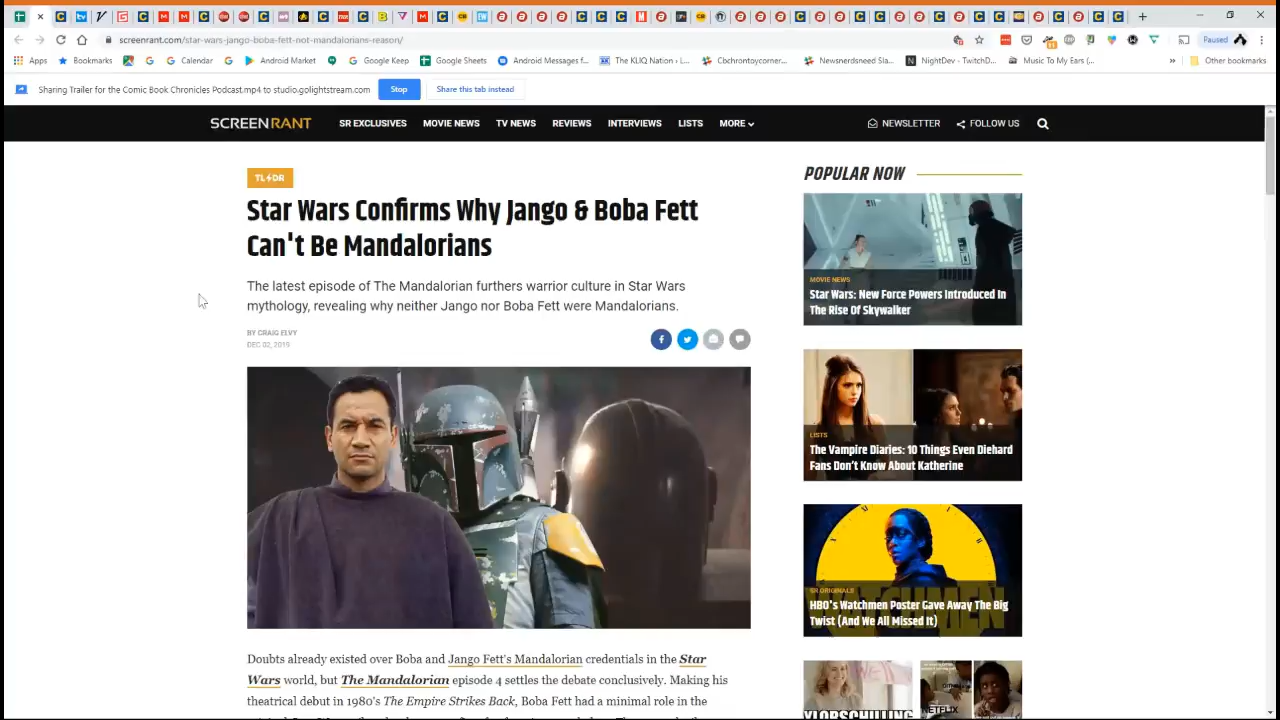 screenrant.com/star-wars-jango-boba-fett-not-mandalorians-reason/
Paused
Apps
Bookmarks
Calendar
Android Market
Google Keep
Google Sheets
Android Messages f...
The KLIQ Nation › L...
Cbchrontoycorner...
Newsnerdsneed Sla...
NightDev - TwitchD...
Music To My Ears (...
»
Other bookmarks
Sharing Trailer for the Comic Book Chronicles Podcast.mp4 to studio.golightstream.com
Stop
Share this tab instead
SCREENRANT
SR EXCLUSIVES
MOVIE NEWS
TV NEWS
REVIEWS
INTERVIEWS
LISTS
MORE
NEWSLETTER
FOLLOW US
TLDR
Star Wars Confirms Why Jango & Boba Fett
Can't Be Mandalorians
The latest episode of The Mandalorian furthers warrior culture in Star Wars
mythology, revealing why neither Jango nor Boba Fett were Mandalorians.
BY CRAIG ELVY
DEC 02, 2019
Doubts already existed over Boba and Jango Fett's Mandalorian credentials in the Star
Wars world, but The Mandalorian episode 4 settles the debate conclusively. Making his
theatrical debut in 1980's The Empire Strikes Back, Boba Fett had a minimal role in the
POPULAR NOW
MOVIE NEWS
Star Wars: New Force Powers Introduced In
The Rise Of Skywalker
LISTS
The Vampire Diaries: 10 Things Even Diehard
Fans Don't Know About Katherine
SR ORIGINALS
HBO's Watchmen Poster Gave Away The Big
Twist (And We All Missed It)
WATCHMEN
NETFLIX